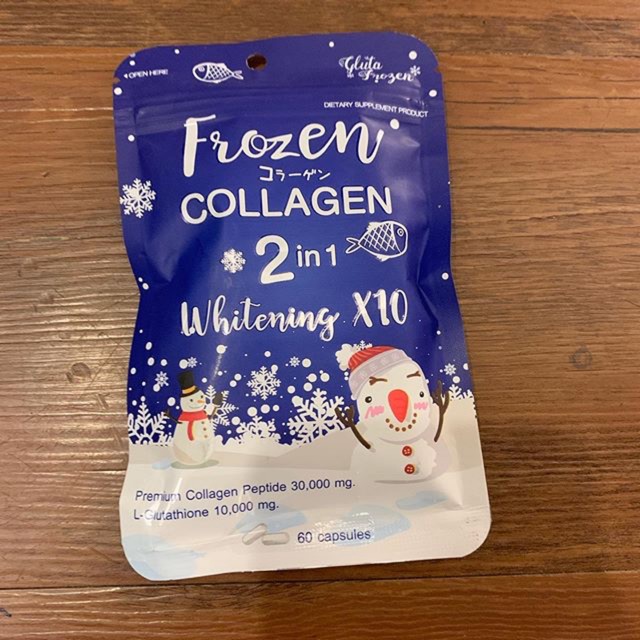 OPEN HERE
Gluta
Frozen
DIETARY SUPPLEMENT PRODUCT
Frozen
コラーゲン
COLLAGEN
2 in 1
Whitening X10
Premium Collagen Peptide 30,000 mg.
L-Glutathione 10,000 mg.
60 capsules